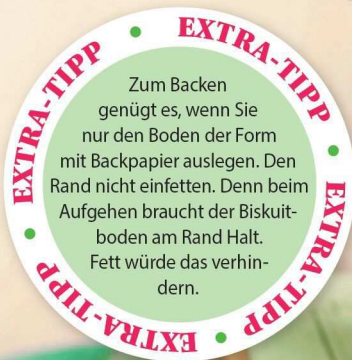 EXTRA-TIPP • EXTRA-TIPP • EXTRA-TIPP • EXTRA-TIPP •
Zum Backen
genügt es, wenn Sie
nur den Boden der Form
mit Backpapier auslegen. Den
Rand nicht einfetten. Denn beim
Aufgehen braucht der Biskuit-
boden am Rand Halt.
Fett würde das verhin-
dern.